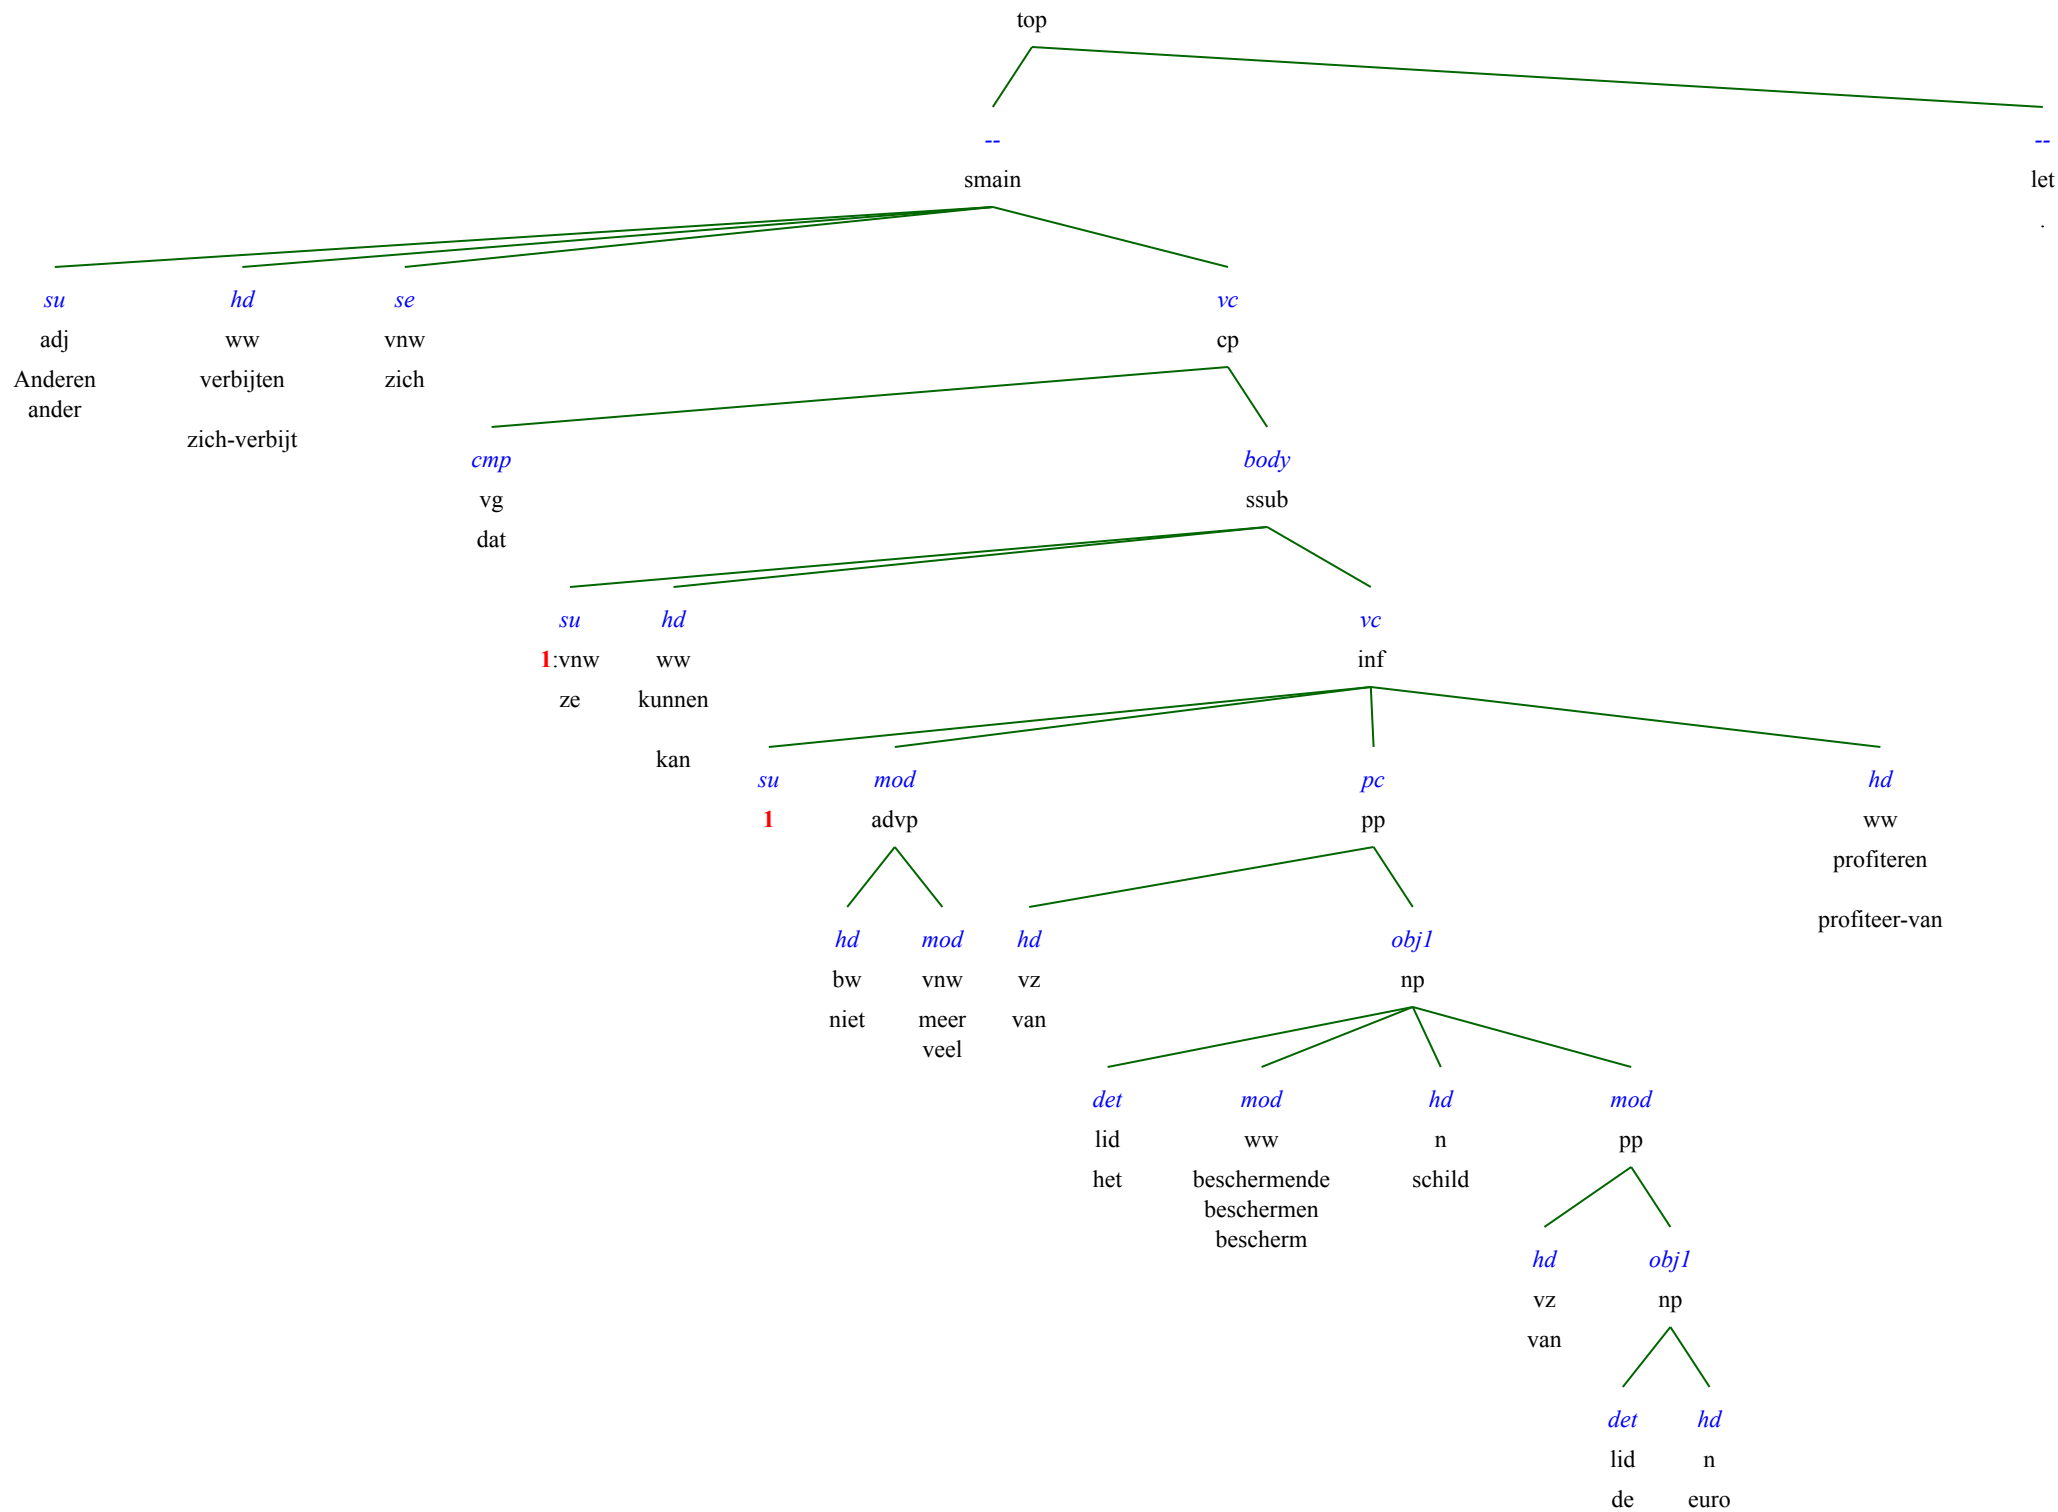 top
-- --
smain let
.
su hd se vc
adj ww vnw cp
Anderen verbijten zich
ander
zich-verbijt
cmp body
vg ssub
dat
su hd vc
1:vnw ww inf
ze kunnen
kan
su mod pc hd
1 advp pp ww
profiteren
profiteer-van
hd mod hd obj1
bw vnw vz np
niet meer van
veel
det mod hd mod
lid ww n pp
het beschermende schild
beschermen
bescherm
hd obj1
vz np
van
det hd
lid n
de euro